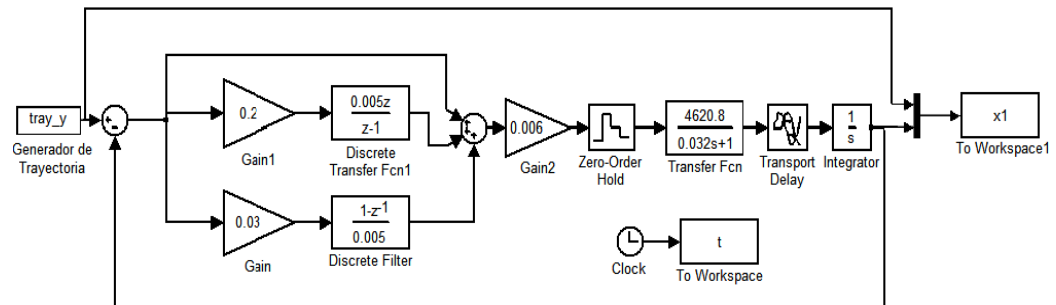 tray_y
Generador de
Trayectoria
+
-
0.2
Gain1
0.005z
z-1
Discrete
Transfer Fcn1
0.03
Gain
1-z-1
0.005
Discrete Filter
+
+
+
0.006
Gain2
Zero-Order
Hold
4620.8
0.032s+1
Transfer Fcn
Transport
Delay
1
s
Integrator
x1
To Workspace1
Clock
t
To Workspace